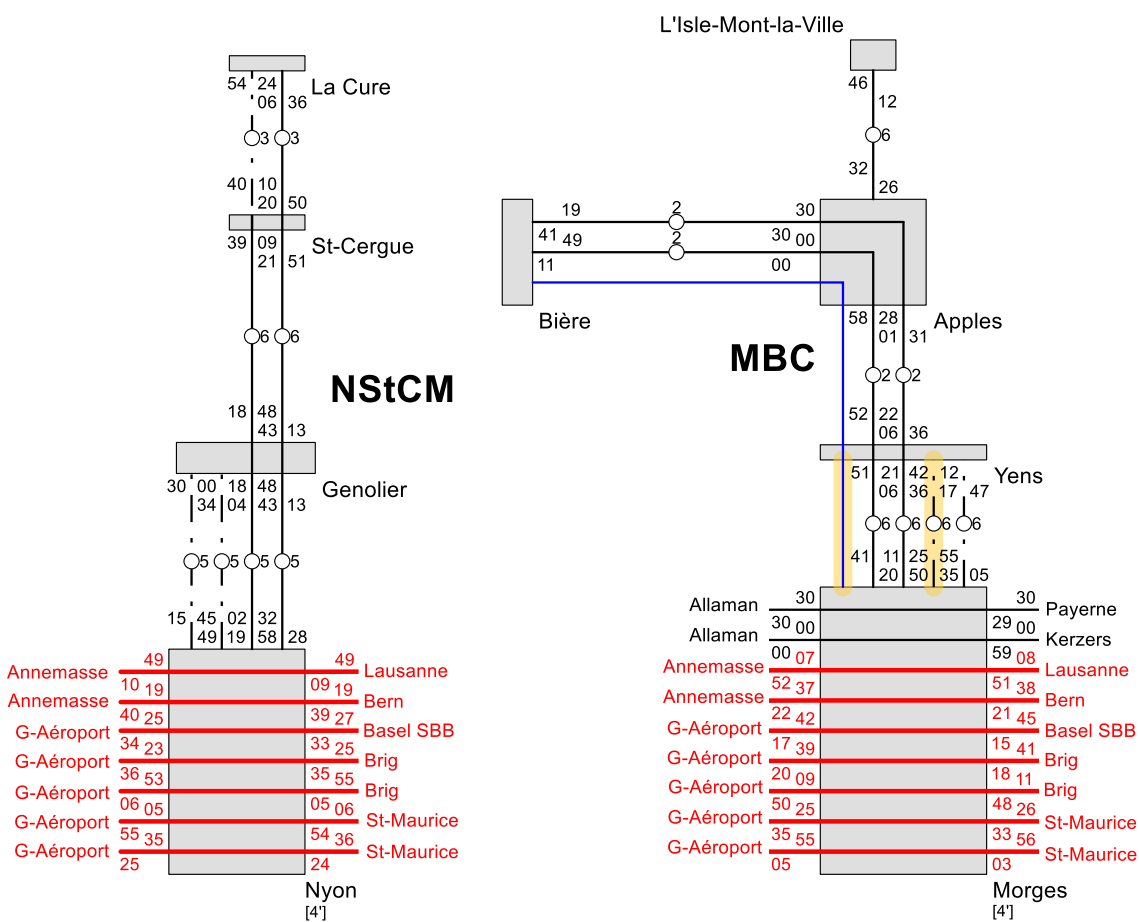 L'Isle-Mont-la-Ville
54 24
06 36
La Cure
46
12
3 3
6
32
26
40 10
20 50
39 09
21 51
St-Cergue
19 2 30
41 49 2 30 00
11 00
Bière
58 28
01 31
Apples
6 6
MBC
NStCM
2 2
18 48
43 13
52 22
06 36
Genolier
30 00 18 48
34 04 43 13
Yens
51 21 42 12
06 36 17 47
5 5 5 5
6 6 6 6
41 11 25 55
20 50 35 05
15 45 02 32
49 19 58 28
Allaman 30 30 Payerne
30 00 29 00
Allaman Kerzers
00 07 59 08
Annemasse 49 49 Lausanne
10 19 09 19
Annemasse Bern
40 25 39 27
G-Aéroport Basel SBB
34 23 33 25
G-Aéroport Brig
36 53 35 55
G-Aéroport Brig
06 05 05 06
G-Aéroport St-Maurice
55 35 54 36
G-Aéroport St-Maurice
25 24
Nyon
[4']
Annemasse Lausanne
52 37 51 38
Annemasse Bern
22 42 21 45
G-Aéroport Basel SBB
17 39 15 41
G-Aéroport Brig
20 09 18 11
G-Aéroport Brig
50 25 48 26
G-Aéroport St-Maurice
35 55 33 56
G-Aéroport St-Maurice
05 03
Morges
[4']